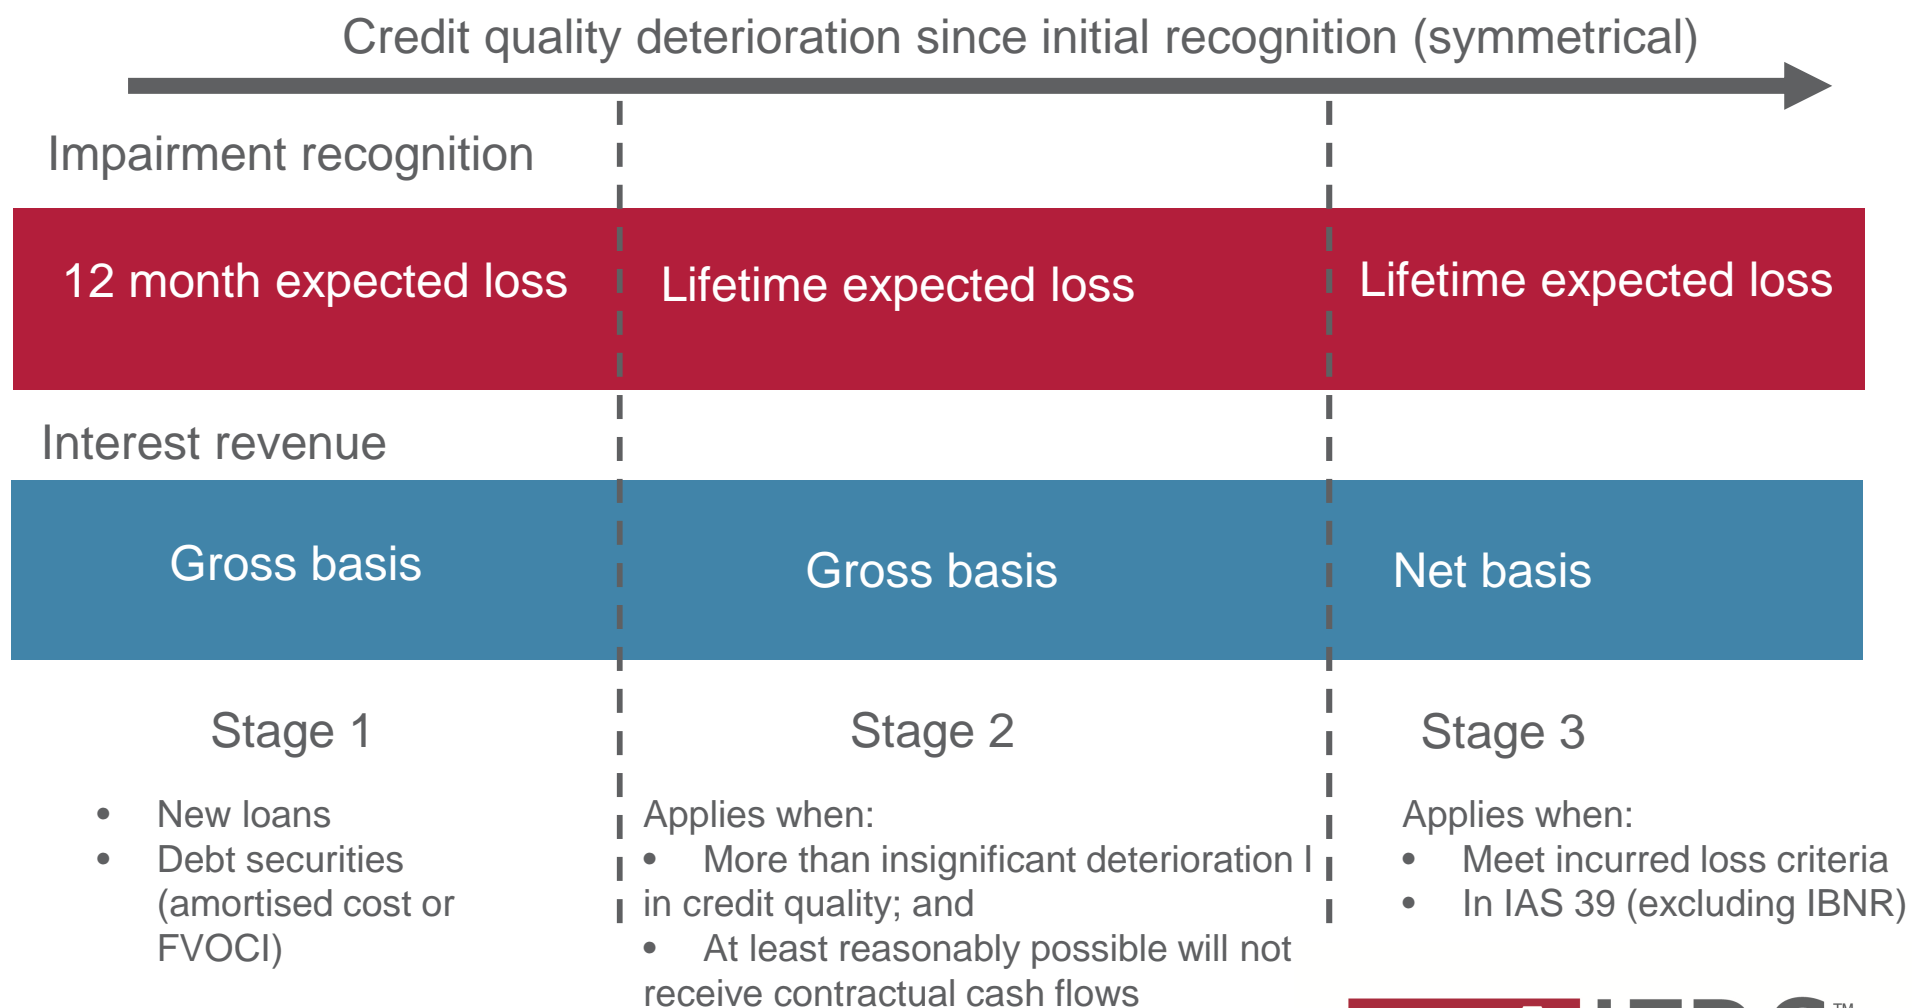 Credit quality deterioration since initial recognition (symmetrical)
Impairment recognition
12 month expected loss
Lifetime expected loss
Lifetime expected loss
Interest revenue
Gross basis
Gross basis
Net basis
Stage 1
Stage 2
Stage 3
• New loans
• Debt securities
(amortised cost or
FVOCI)
Applies when:
• More than insignificant deterioration I
in credit quality; and
• At least reasonably possible will not
receive contractual cash flows
Applies when:
• Meet incurred loss criteria
• In IAS 39 (excluding IBNR)